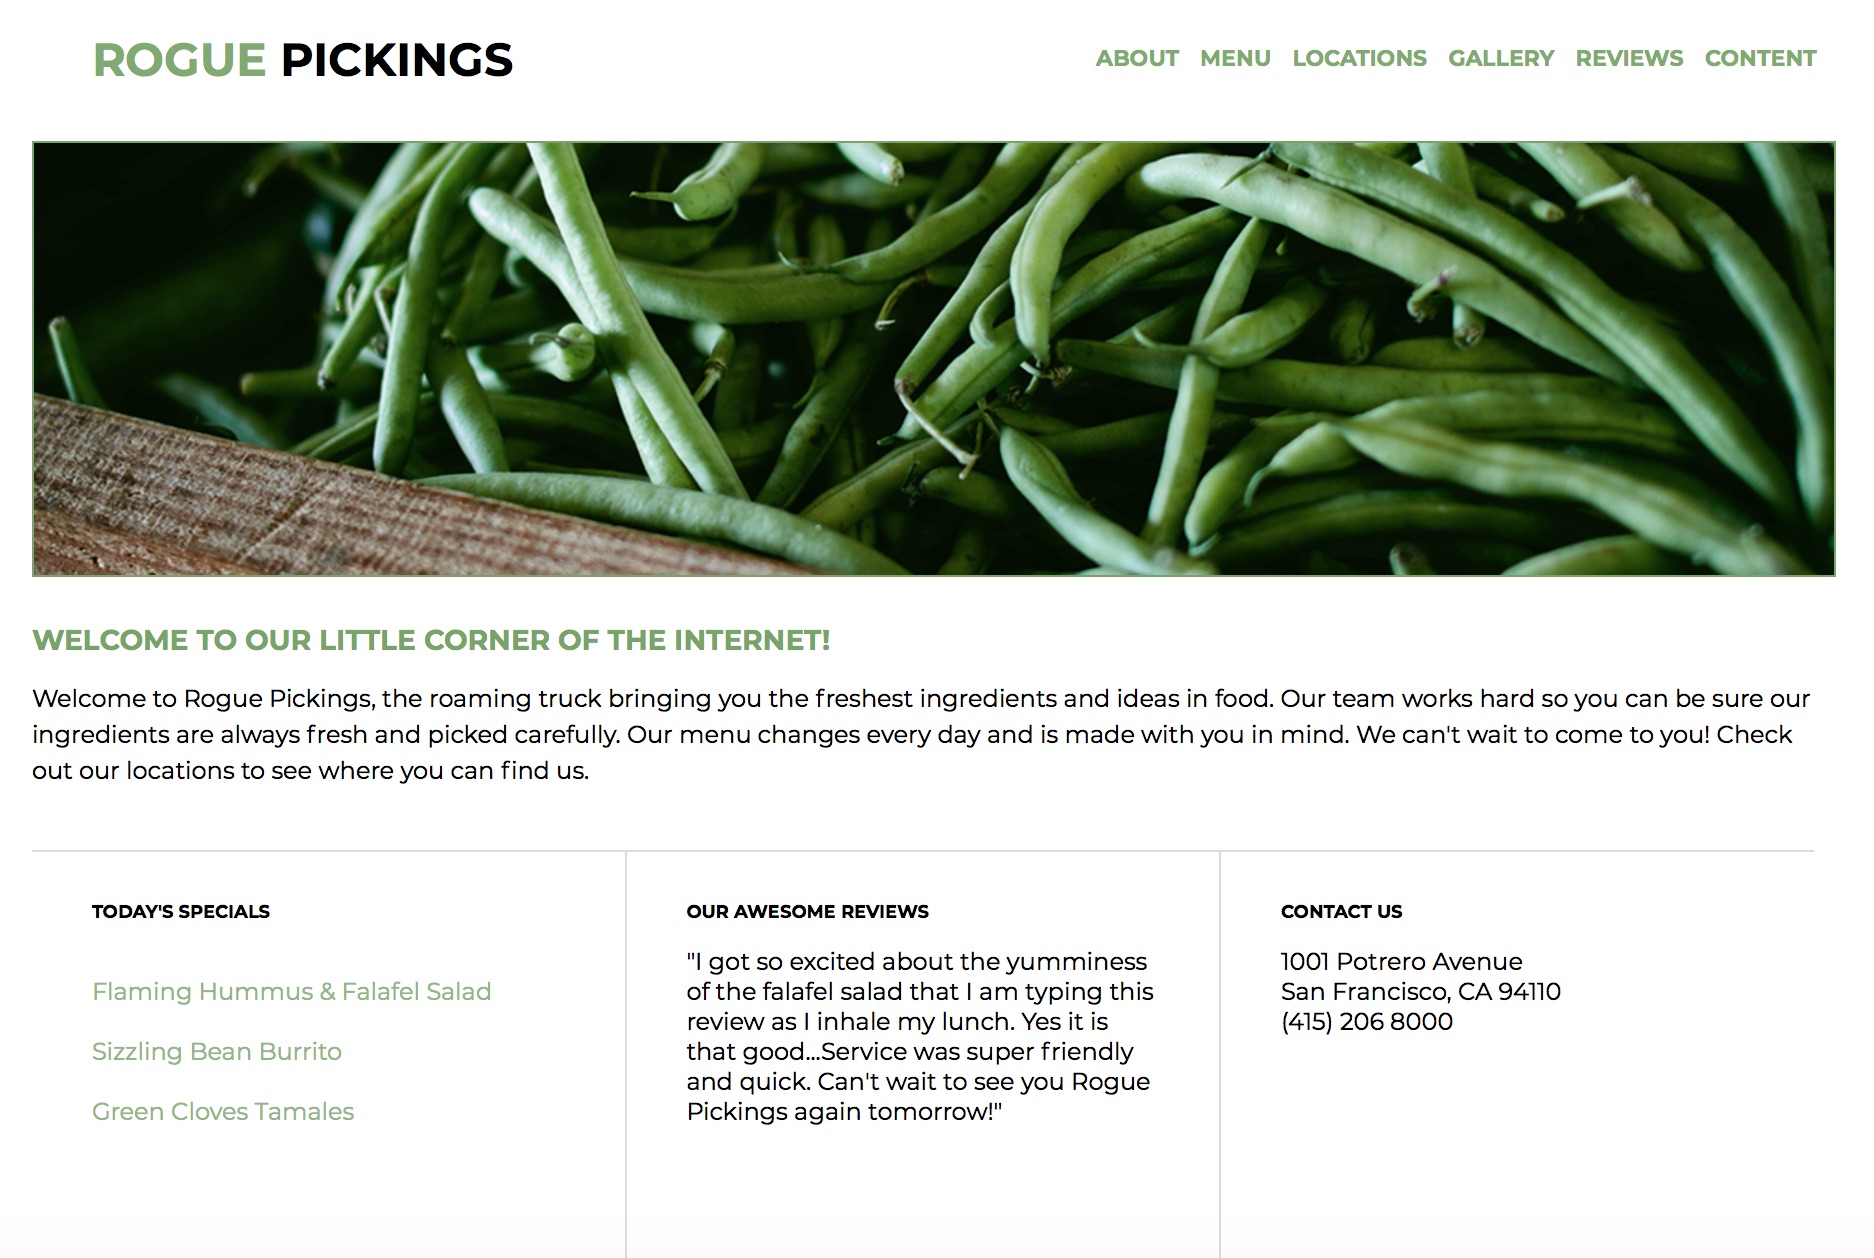 ROGUE PICKINGS
ABOUT MENU LOCATIONS GALLERY REVIEWS CONTENT
WELCOME TO OUR LITTLE CORNER OF THE INTERNET!
Welcome to Rogue Pickings, the roaming truck bringing you the freshest ingredients and ideas in food. Our team works hard so you can be sure our
ingredients are always fresh and picked carefully. Our menu changes every day and is made with you in mind. We can't wait to come to you! Check
out our locations to see where you can find us.
TODAY'S SPECIALS
Flaming Hummus & Falafel Salad
Sizzling Bean Burrito
Green Cloves Tamales
OUR AWESOME REVIEWS
"I got so excited about the yumminess
of the falafel salad that I am typing this
review as I inhale my lunch. Yes it is
that good...Service was super friendly
and quick. Can't wait to see you Rogue
Pickings again tomorrow!"
CONTACT US
1001 Potrero Avenue
San Francisco, CA 94110
(415) 206 8000